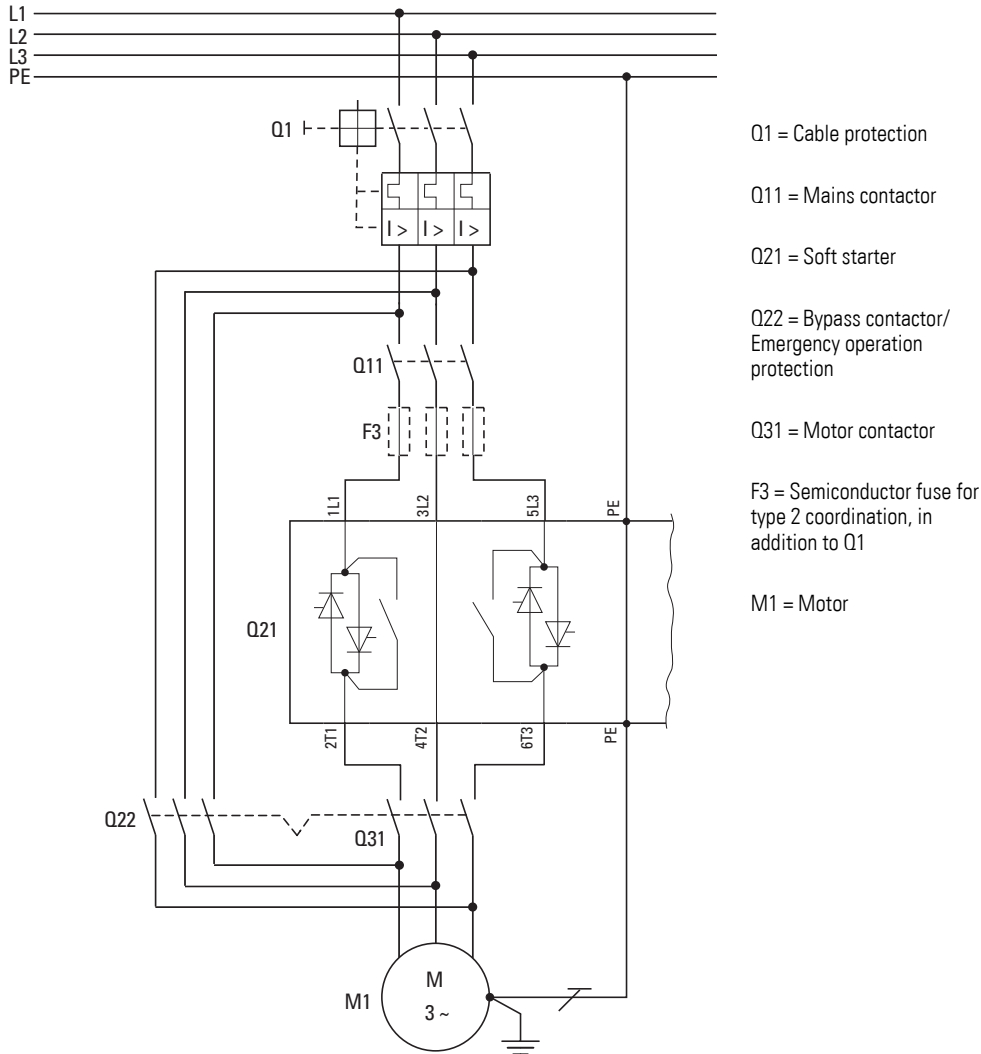 L1
L2
L3
PE
Q1
I > I > I >
Q1 = Cable protection
Q11 = Mains contactor
Q21 = Soft starter
Q22 = Bypass contactor/
Emergency operation
protection
Q31 = Motor contactor
F3 = Semiconductor fuse for
type 2 coordination, in
addition to Q1
M1 = Motor
Q11
F3
1L1
3L2
5L3
PE
Q21
2T1
4T2
6T3
PE
Q22
Q31
M1
M
3 ~